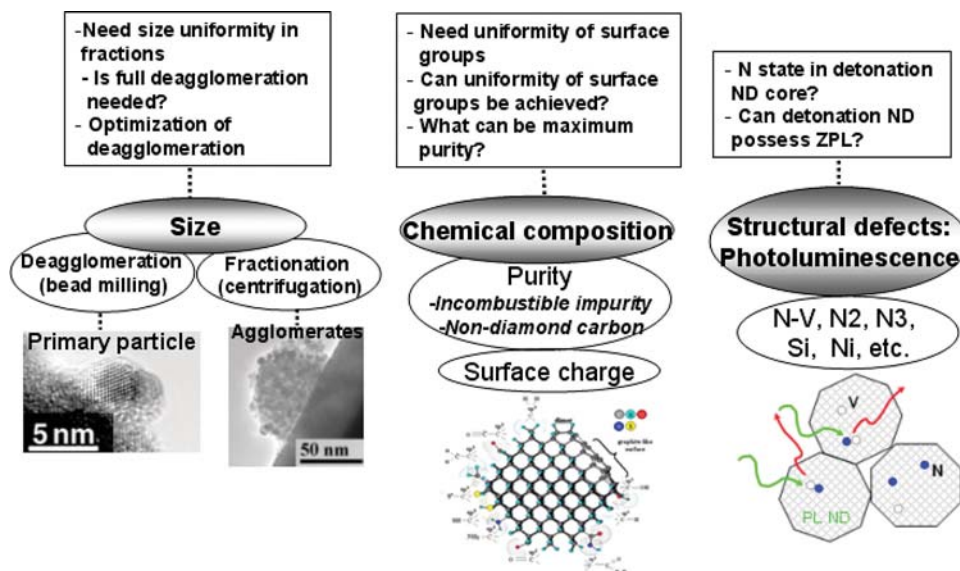 -Need size uniformity in
fractions
- Is full deagglomeration
needed?
- Optimization of
deagglomeration
- Need uniformity of surface
groups
- Can uniformity of surface
groups be achieved?
- What can be maximum
purity?
- N state in detonation
ND core?
- Can detonation ND
possess ZPL?
Size
Deagglomeration
(bead milling)
Fractionation
(centrifugation)
Primary particle
5 nm
Agglomerates
50 nm
Chemical composition
Purity
-Incombustible impurity
-Non-diamond carbon
Surface charge
graphite-like
surface
Structural defects:
Photoluminescence
N-V, N2, N3,
Si, Ni, etc.
V
N
PL ND